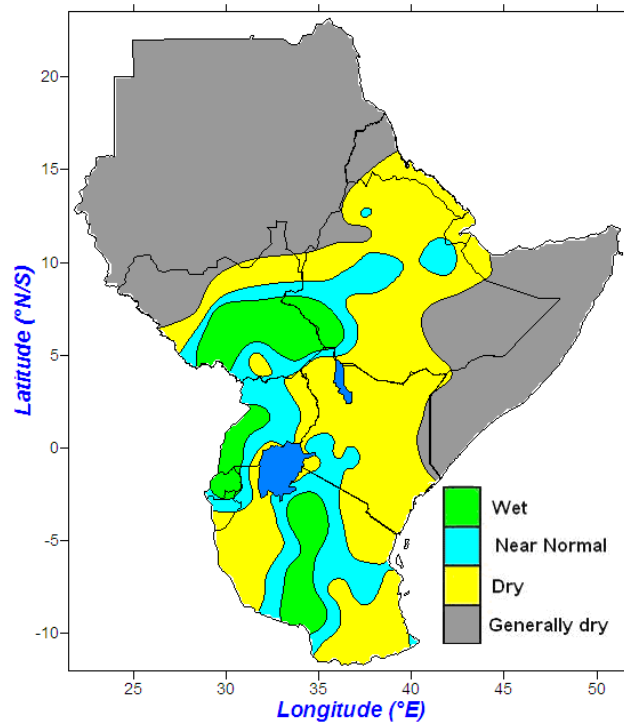 20
15
10
5
0
-5
-10
Latitude (°N/S)
Wet
Near Normal
Dry
Generally dry
25 30 35 40 45 50
Longitude (°E)